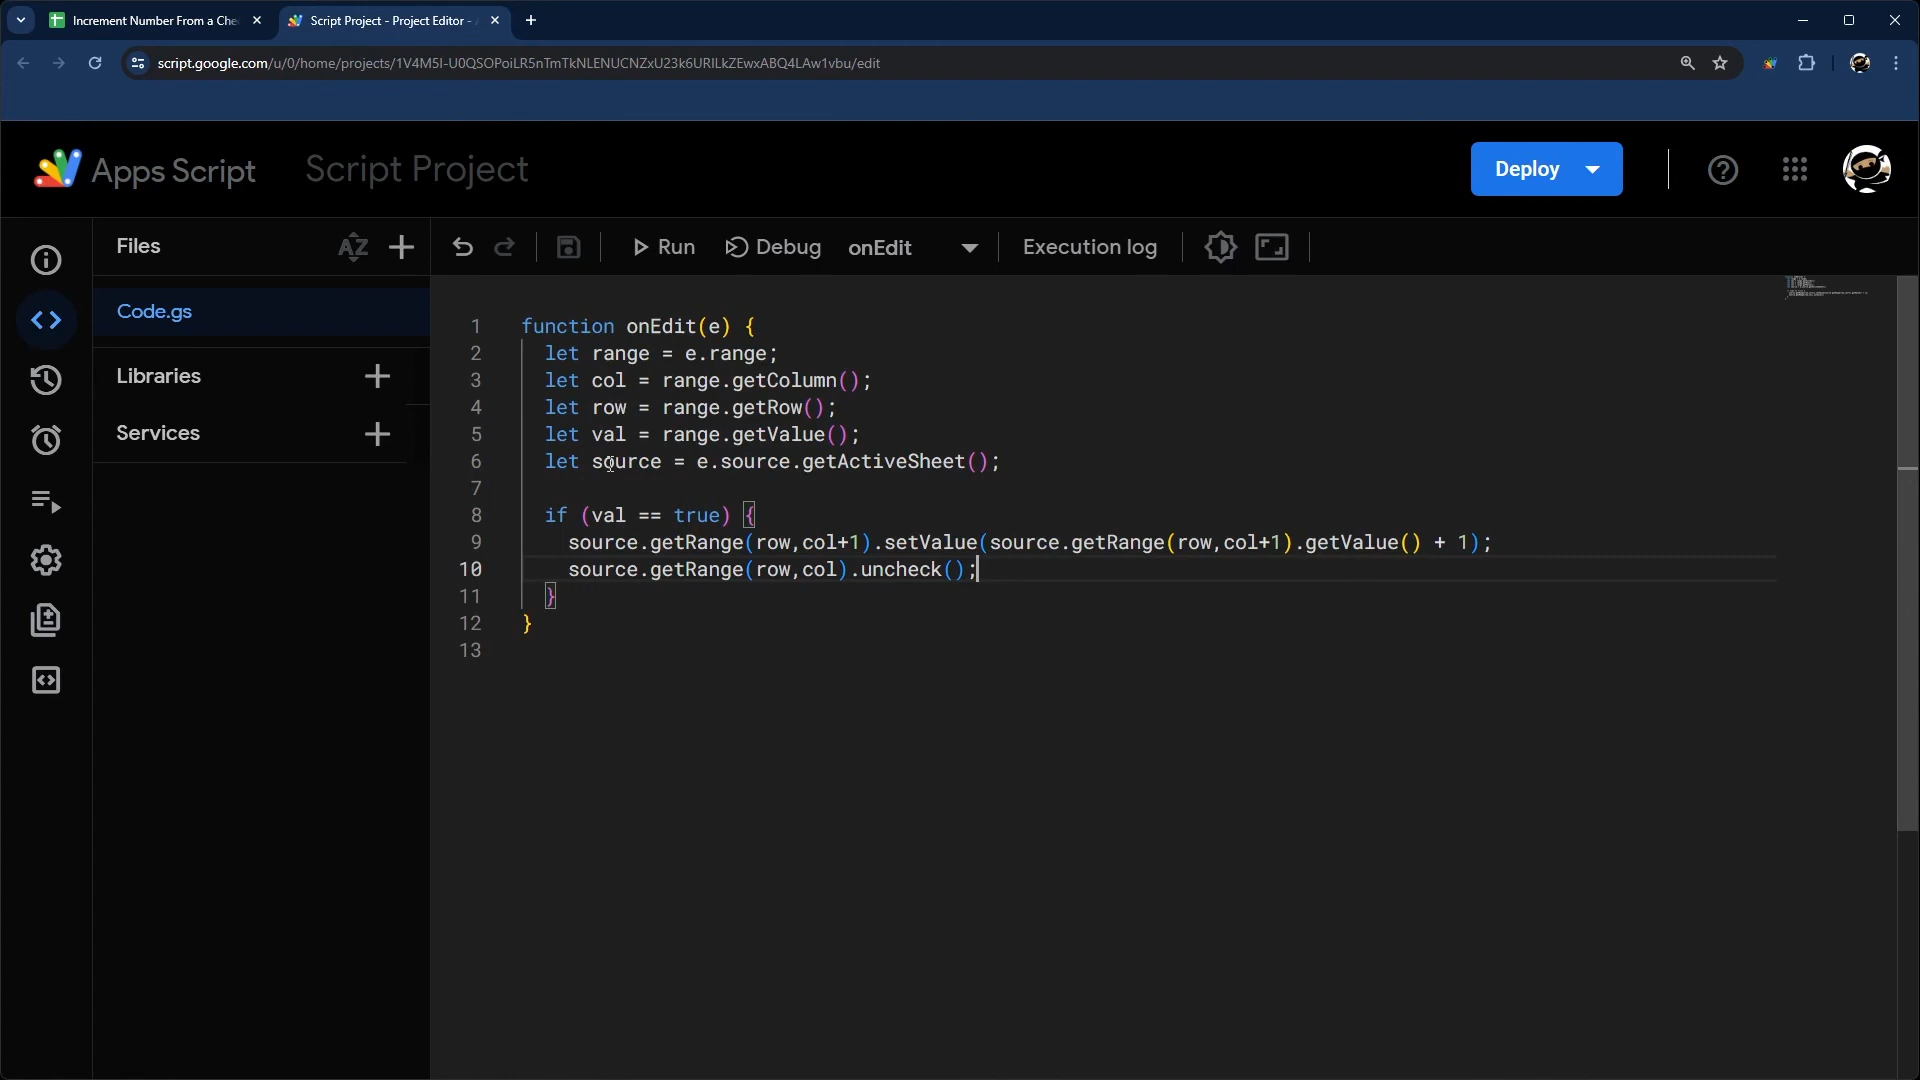 Increment Number From a Che
Script Project - Project Editor -
script.google.com/u/0/home/projects/1V4M5I-U0QSOPoiLR5nTmTkNLENUCNZxU23k6URILkZEwxABQ4LAw1vbu/edit
Apps Script
Script Project
Deploy
Files
AZ
Run
Debug
onEdit
Execution log
Code.gs
Libraries
Services
1 function onEdit(e) {
2 let range = e.range;
3 let col = range.getColumn();
4 let row = range.getRow();
5 let val = range.getValue();
6 let source = e.source.getActiveSheet();
7
8 if (val == true) {
9 source.getRange(row,col+1).setValue(source.getRange(row,col+1).getValue() + 1);
10 source.getRange(row,col).uncheck();
11 }
12 }
13